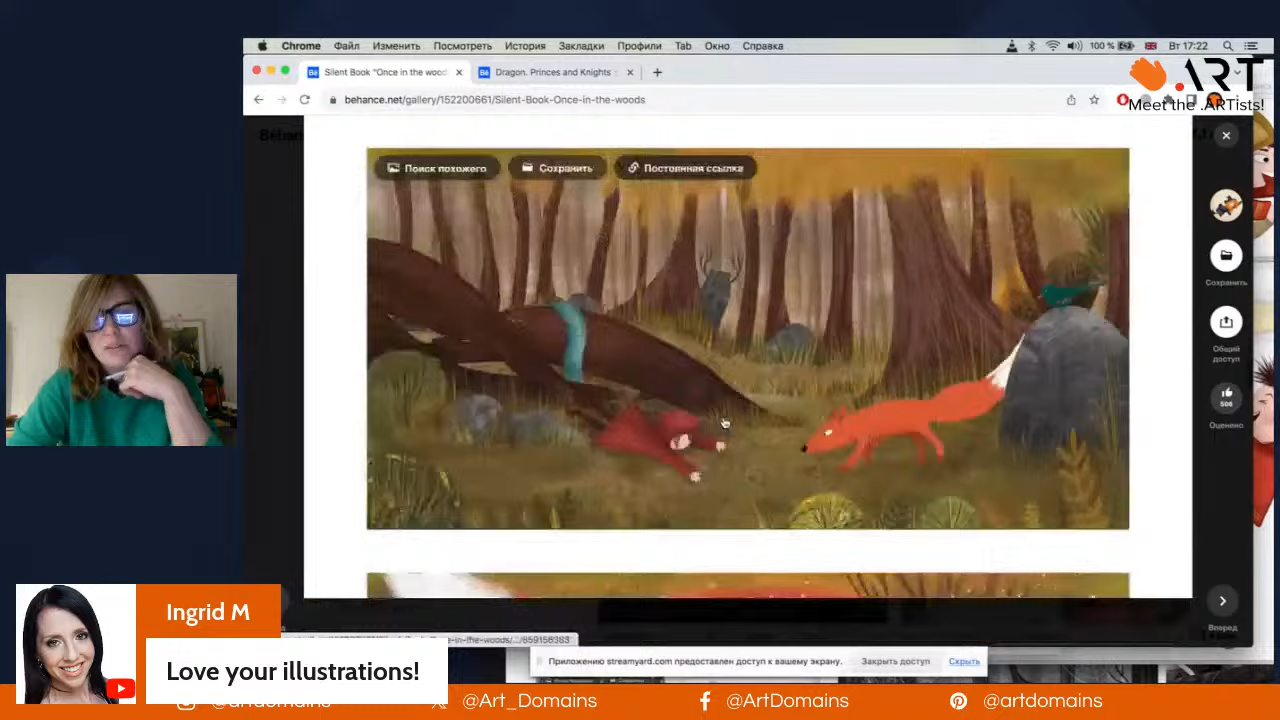 Chrome Файл Изменить Посмотреть История Закладки Профили Tab Окно Справка
100 % Вт 17:22
Silent Book "Once in the wood
Dragon. Princes and Knights
behance.net/gallery/152200661/Silent-Book-Once-in-the-woods
.ART
Meet the .ARTists!
Поиск похожего
Сохранить
Постоянная ссылка
Сохранить
Общий
доступ
506
Оценено
Вперед
Приложению streamyard.com предоставлен доступ к вашему экрану.
Закрыть доступ
Скрыть
Ingrid M
Love your illustrations!
@Art_Domains
@ArtDomains
@artdomains